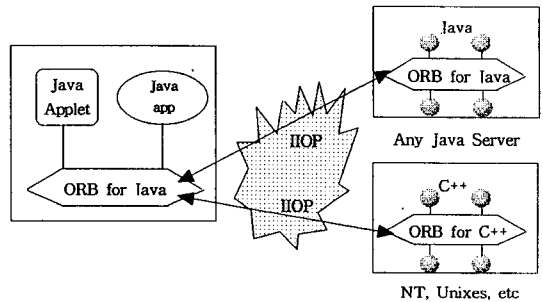 Java
Applet
Java
app
ORB for Java
IIOP
IIOP
Java
ORB for Java
Any Java Server
C++
ORB for C++
NT, Unixes, etc